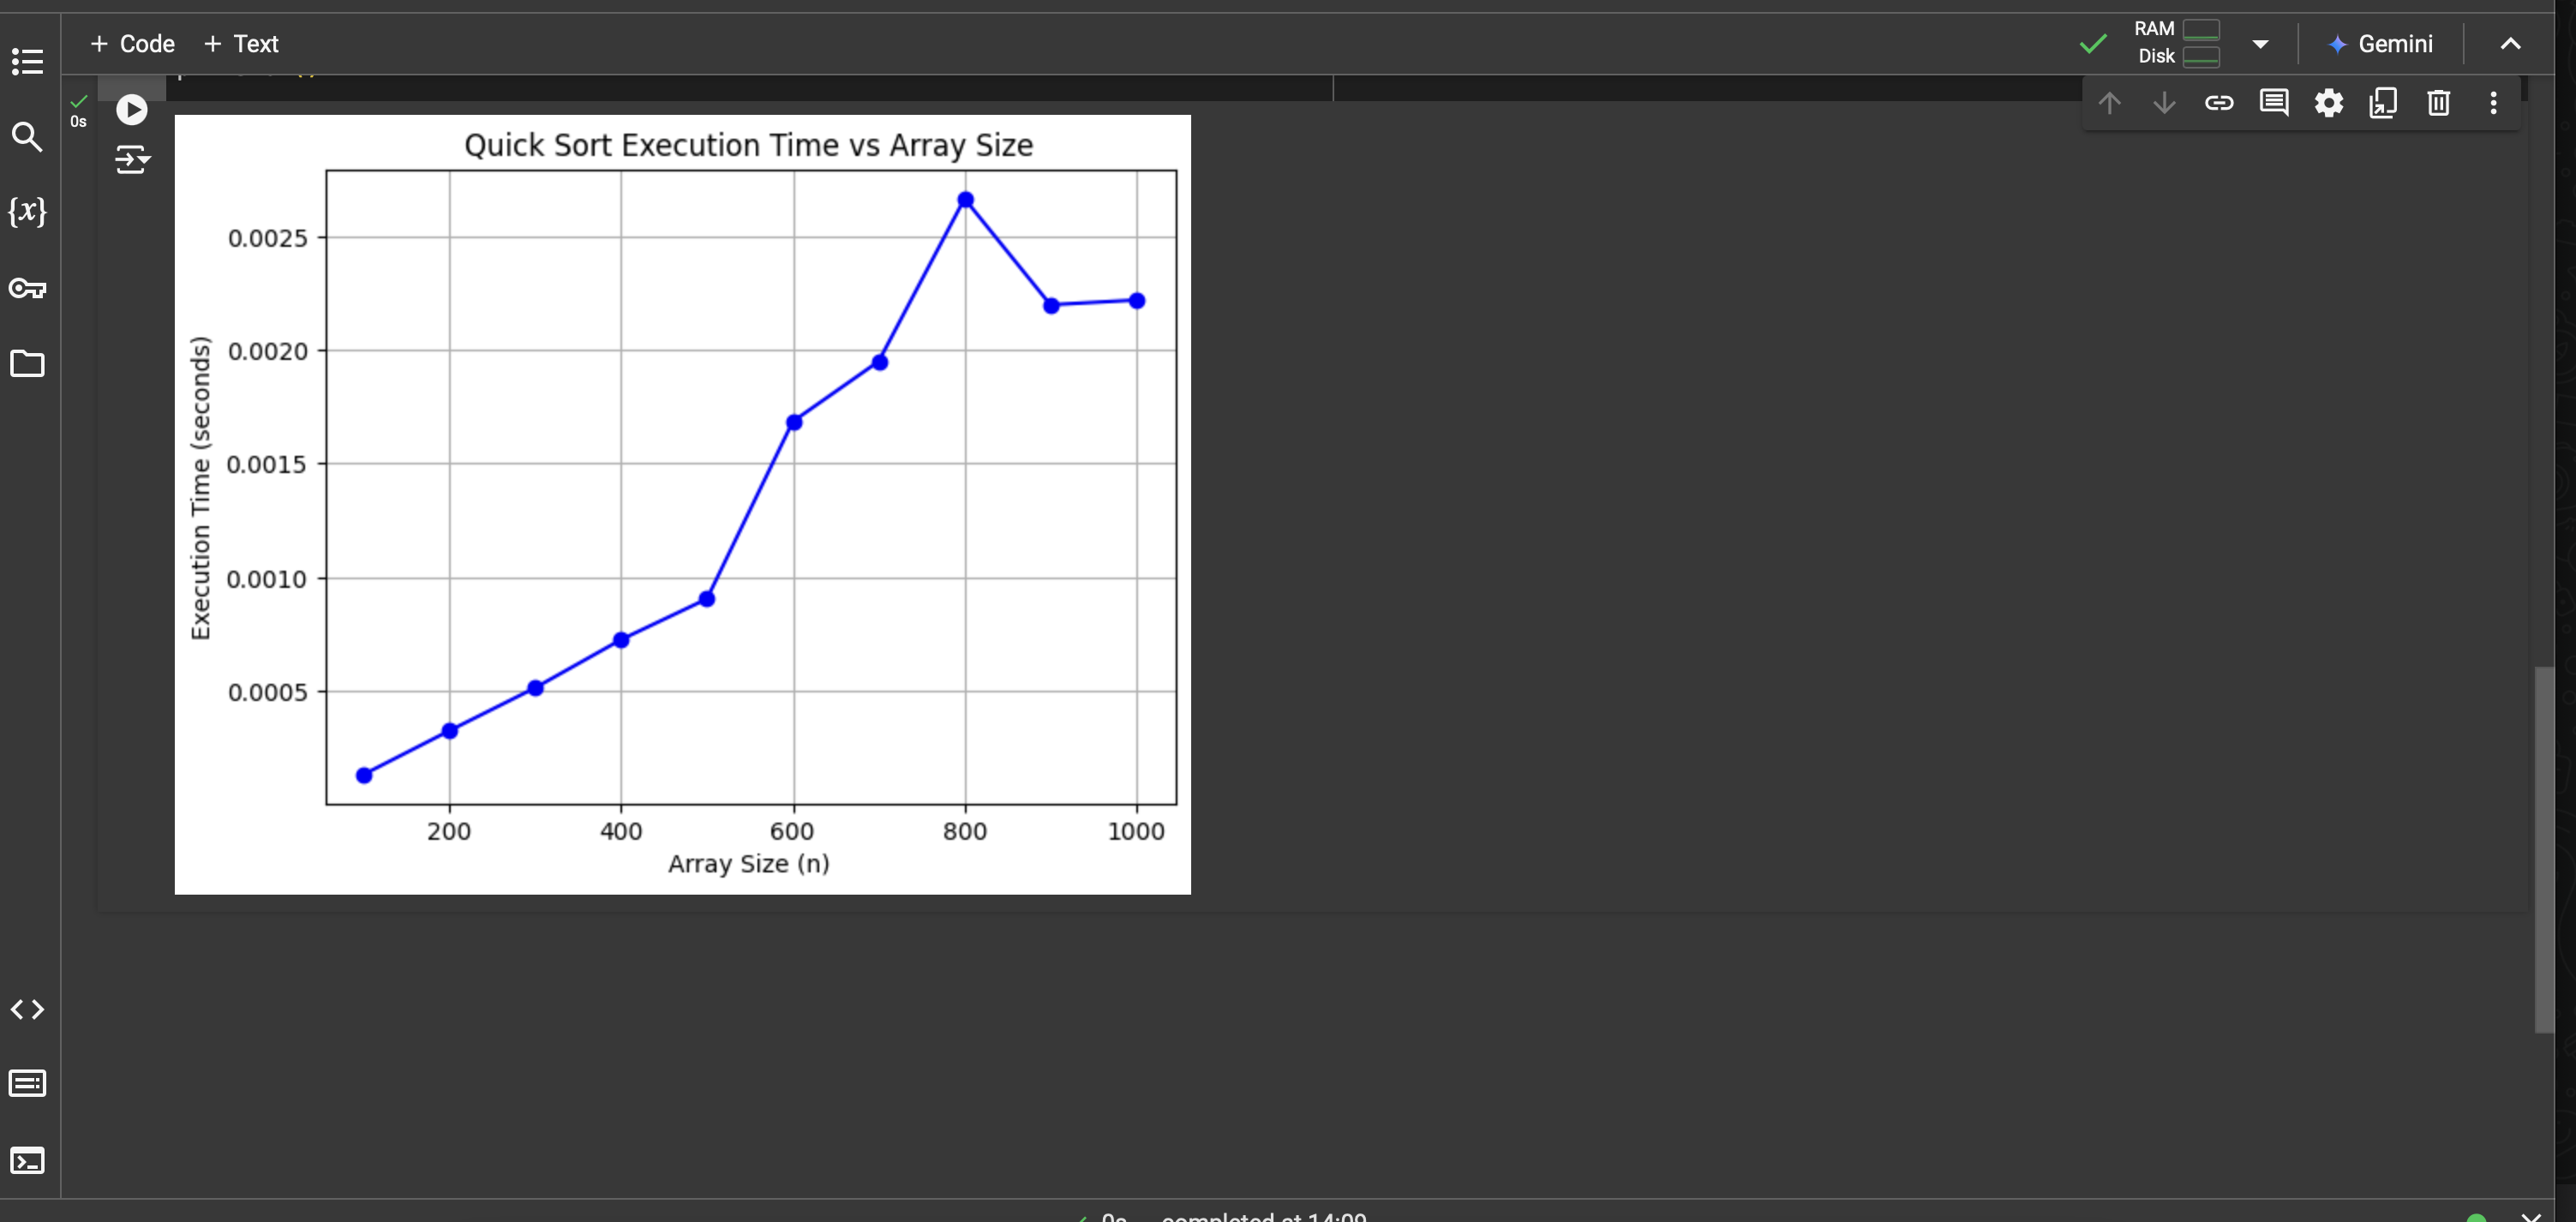 + Code + Text
RAM
Disk
Gemini
0s
{x}
Quick Sort Execution Time vs Array Size
Execution Time (seconds)
0.0025
0.0020
0.0015
0.0010
0.0005
200 400 600 800 1000
Array Size (n)
0s completed at 14:09